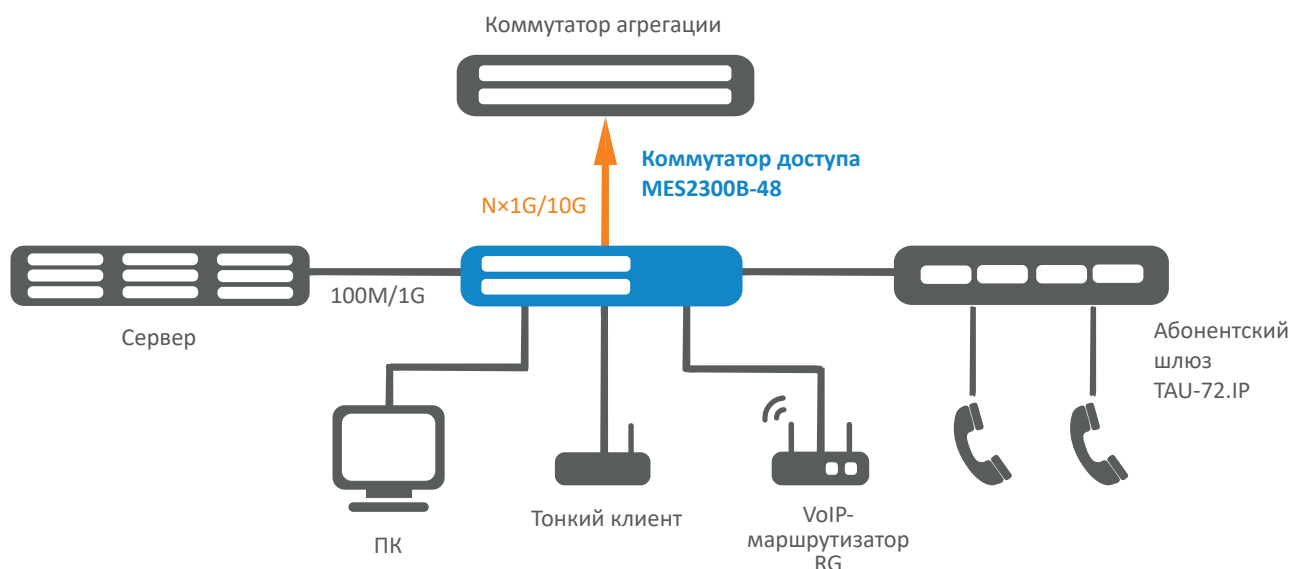 Коммутатор агрегации
Коммутатор доступа
MES2300B-48
N×1G/10G
100M/1G
Сервер
Абонентский
шлюз
TAU-72.IP
ПК
Тонкий клиент
VoIP-
маршрутизатор
RG